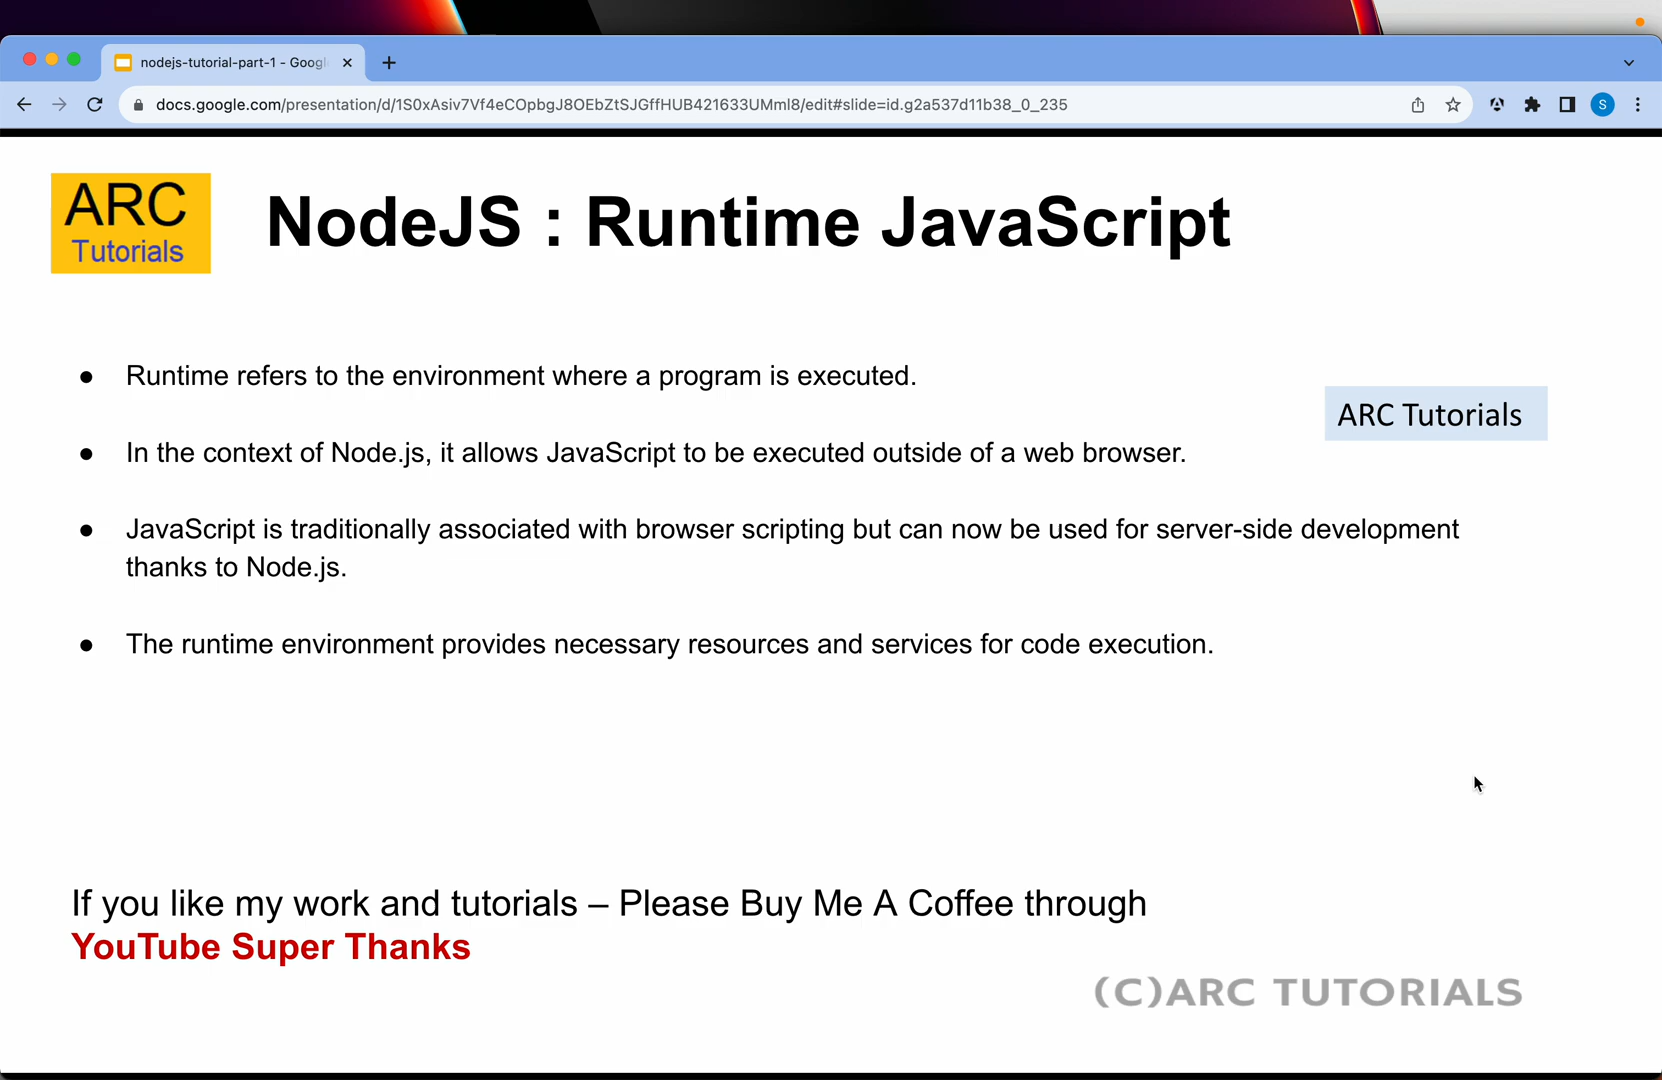 nodejs-tutorial-part-1 - Googl
docs.google.com/presentation/d/1S0xAsiv7Vf4eCOpbgJ8OEbZtSJGffHUB421633UMml8/edit#slide=id.g2a537d11b38_0_235
S
ARC
Tutorials
NodeJS : Runtime JavaScript
● Runtime refers to the environment where a program is executed.
ARC Tutorials
● In the context of Node.js, it allows JavaScript to be executed outside of a web browser.
● JavaScript is traditionally associated with browser scripting but can now be used for server-side development
thanks to Node.js.
● The runtime environment provides necessary resources and services for code execution.
If you like my work and tutorials – Please Buy Me A Coffee through
YouTube Super Thanks
(C)ARC TUTORIALS